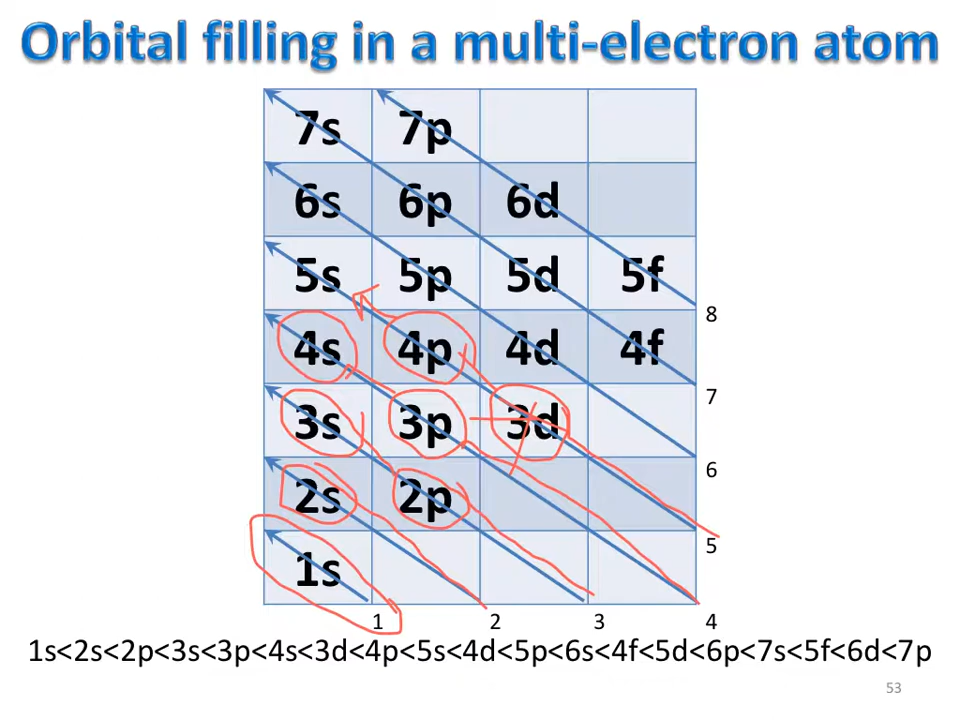 Orbital filling in a multi-electron atom
7s 7p
6s 6p 6d
5s 5p 5d 5f
8
4s 4p 4d 4f
7
3s 3p 3d
6
2s 2p
5
1s
1 2 3 4
1s<2s<2p<3s<3p<4s<3d<4p<5s<4d<5p<6s<4f<5d<6p<7s<5f<6d<7p
53